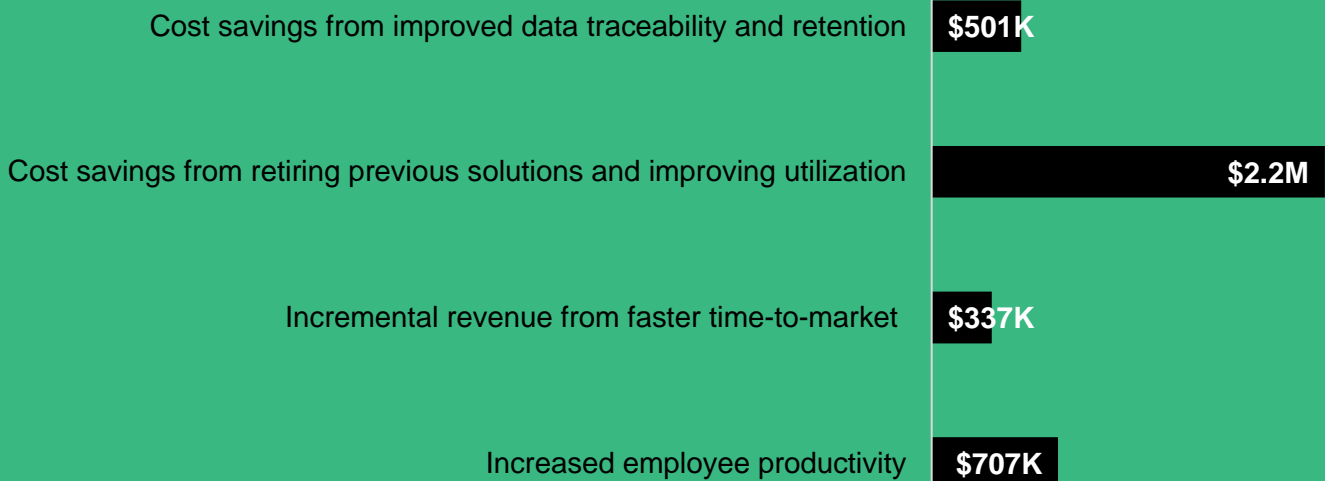 Cost savings from improved data traceability and retention $501K
Cost savings from retiring previous solutions and improving utilization $2.2M
Incremental revenue from faster time-to-market $337K
Increased employee productivity $707K